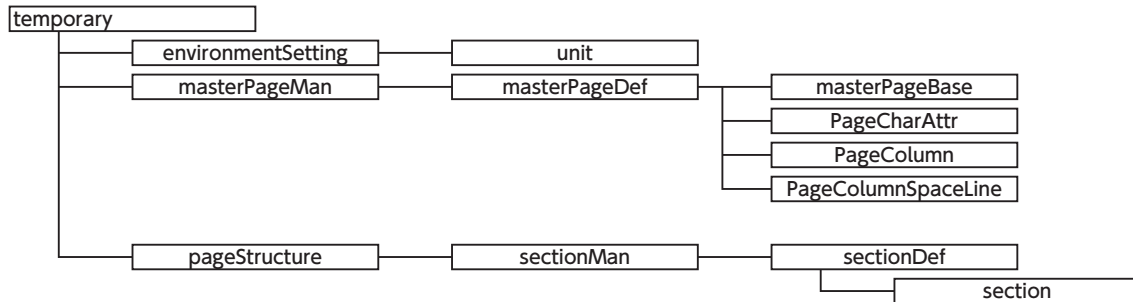 temporary
environmentSetting unit
masterPageMan masterPageDef masterPageBase
PageCharAttr
PageColumn
PageColumnSpaceLine
pageStructure sectionMan sectionDef
section